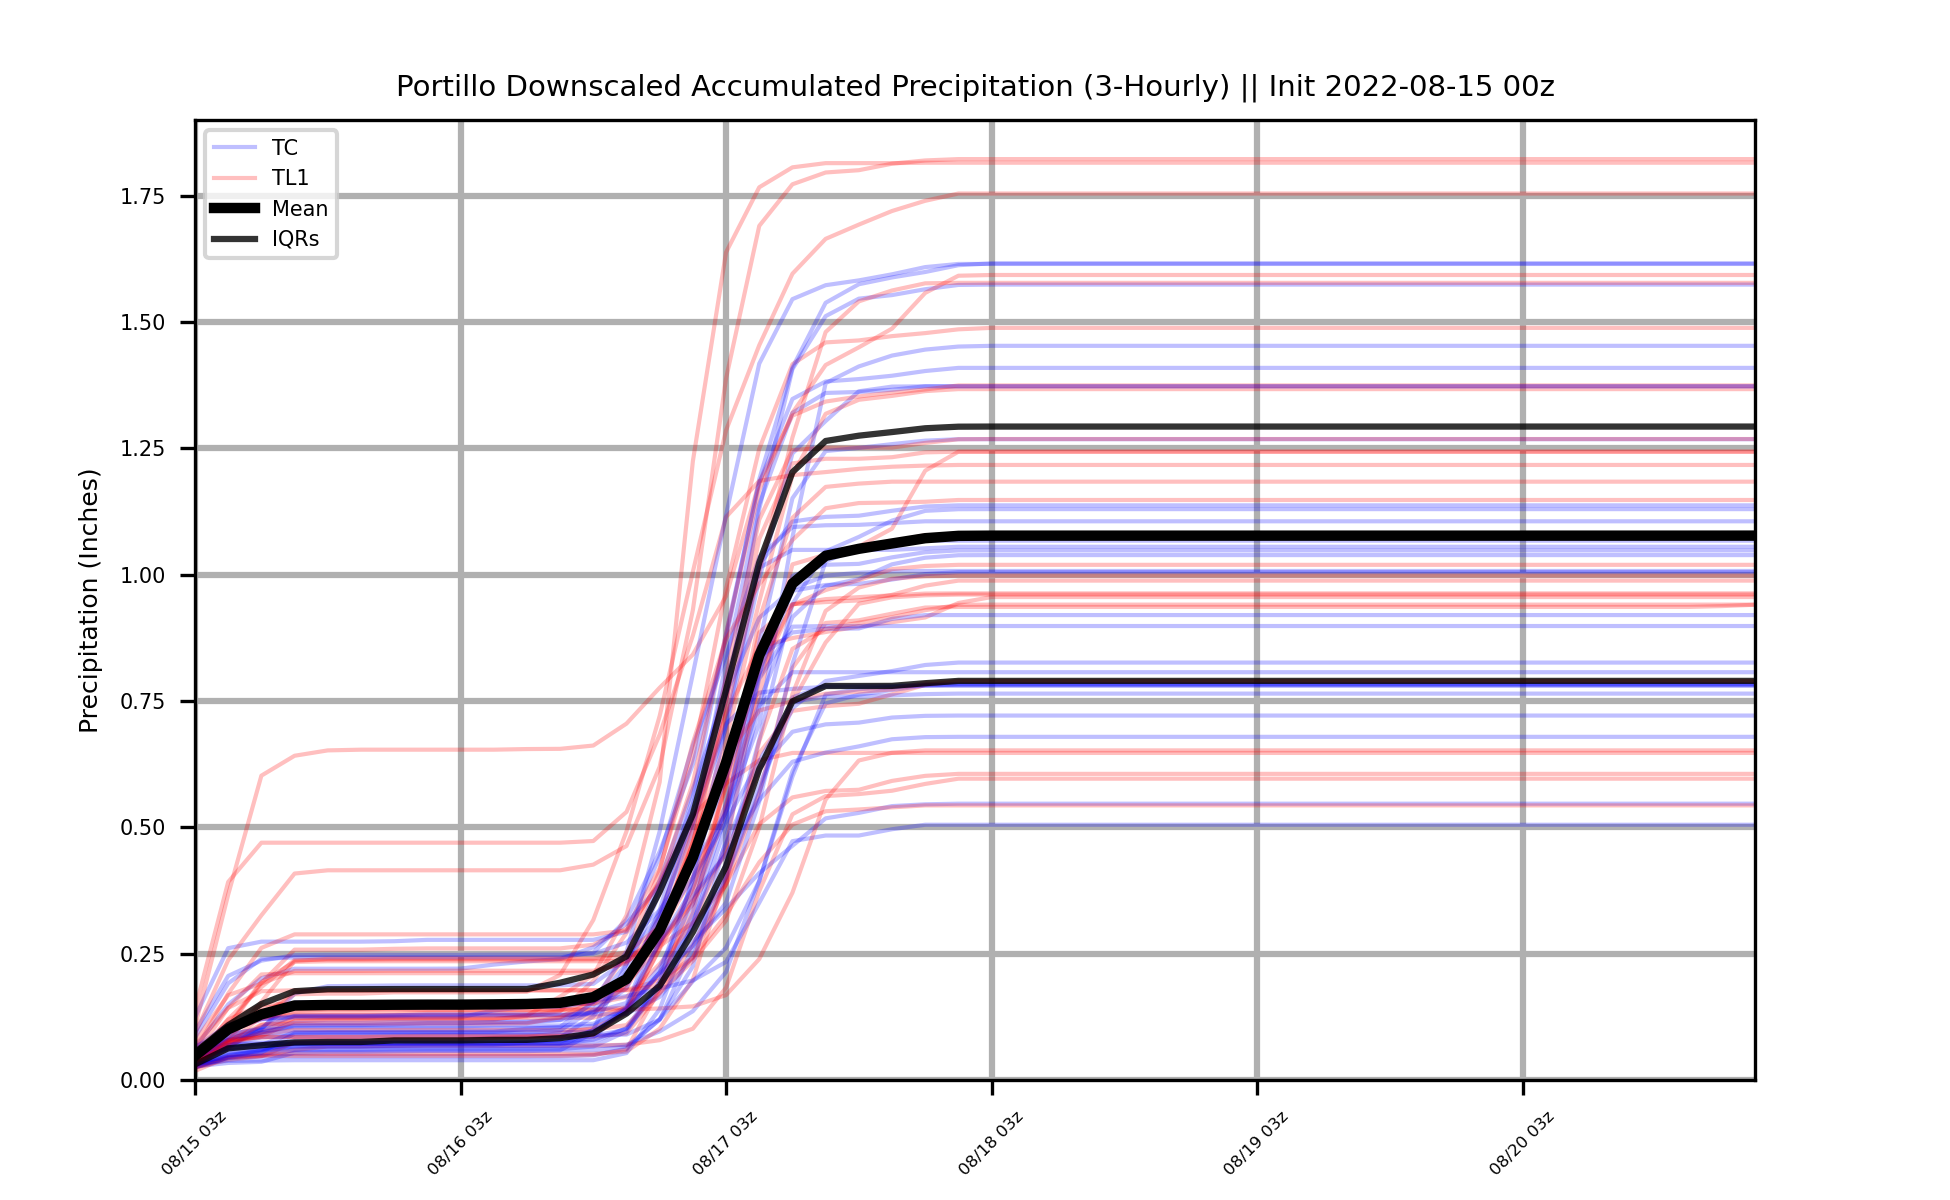 Portillo Downscaled Accumulated Precipitation (3-Hourly) || Init 2022-08-15 00z
TC
TL1
Mean
IQRs
Precipitation (Inches)
1.75
1.50
1.25
1.00
0.75
0.50
0.25
0.00
08/15 03z
08/16 03z
08/17 03z
08/18 03z
08/19 03z
08/20 03z